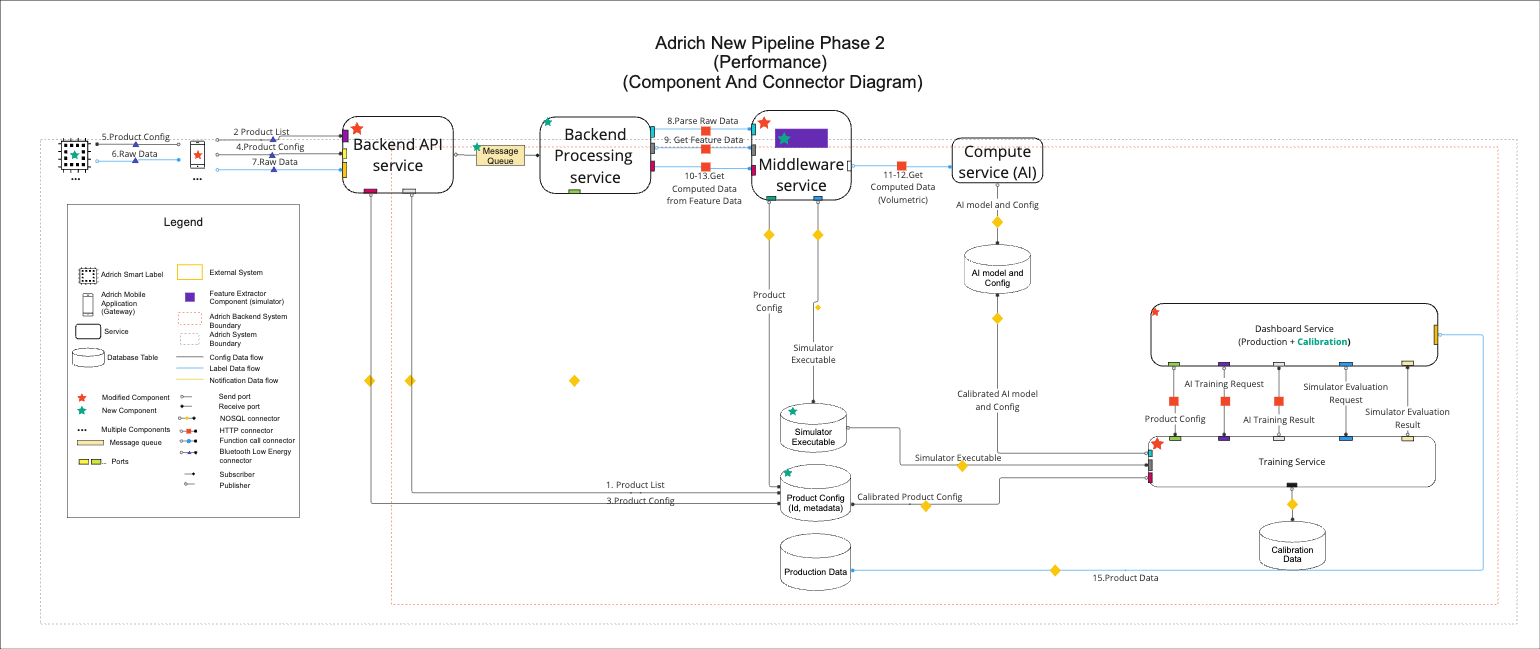 Adrich New Pipeline Phase 2
(Performance)
(Component And Connector Diagram)
5.Product Config
6.Raw Data
2 Product List
4.Product Config
7.Raw Data
Backend API
service
Message
Queue
Backend
Processing
service
8.Parse Raw Data
9. Get Feature Data
10-13.Get
Computed Data
from Feature Data
Middleware
service
11-12.Get
Computed Data
(Volumetric)
Compute
service (AI)
AI model and Config
AI model and
Config
Legend
Adrich Smart Label
Adrich Mobile
Application
(Gateway)
Service
Database Table
External System
Feature Extractor
Component (simulator)
Adrich Backend System
Boundary
Adrich System
Boundary
Config Data flow
Label Data flow
Notification Data flow
Modified Component
New Component
Multiple Components
Message queue
Ports
Send port
Receive port
NOSQL connector
HTTP connector
Function call connector
Bluetooth Low Energy
connector
Subscriber
Publisher
Product
Config
Simulator
Executable
Calibrated AI model
and Config
Dashboard Service
(Production + Calibration)
AI Training Request
Simulator Evaluation
Request
Product Config
AI Training Result
Simulator Evaluation
Result
Simulator
Executable
Simulator Executable
Training Service
1. Product List
3.Product Config
Product Config
(Id, metadata)
Calibrated Product Config
Calibration
Data
Production Data
15.Product Data